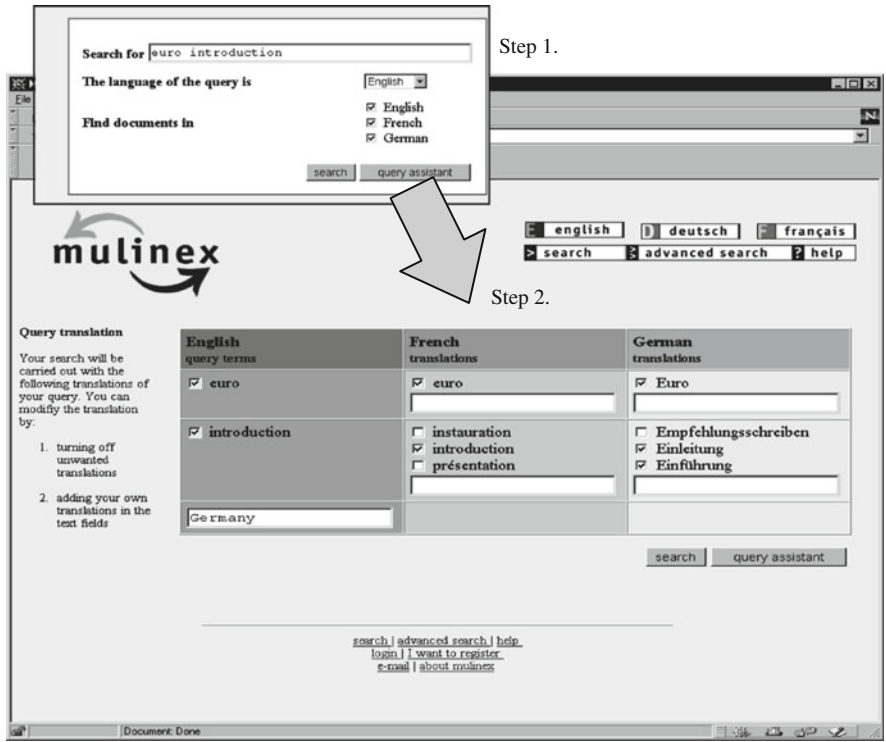 Step 1.
Search for euro introduction
The language of the query is English
Find documents in
English
French
German
search query assistant
File
N
mulinex
E english D deutsch F français
> search advanced search ? help
Step 2.
Query translation
Your search will be
carried out with the
following translations of
your query. You can
modifiy the translation
by:
1. turning off
unwanted
translations
2. adding your own
translations in the
text fields
English
query terms
French
translations
German
translations
euro
euro
Euro
introduction
instauration
introduction
présentation
Empfehlungsschreiben
Einleitung
Einführung
Germany
search query assistant
search | advanced search | help
login | I want to register
e-mail | about mulinex
Document: Done